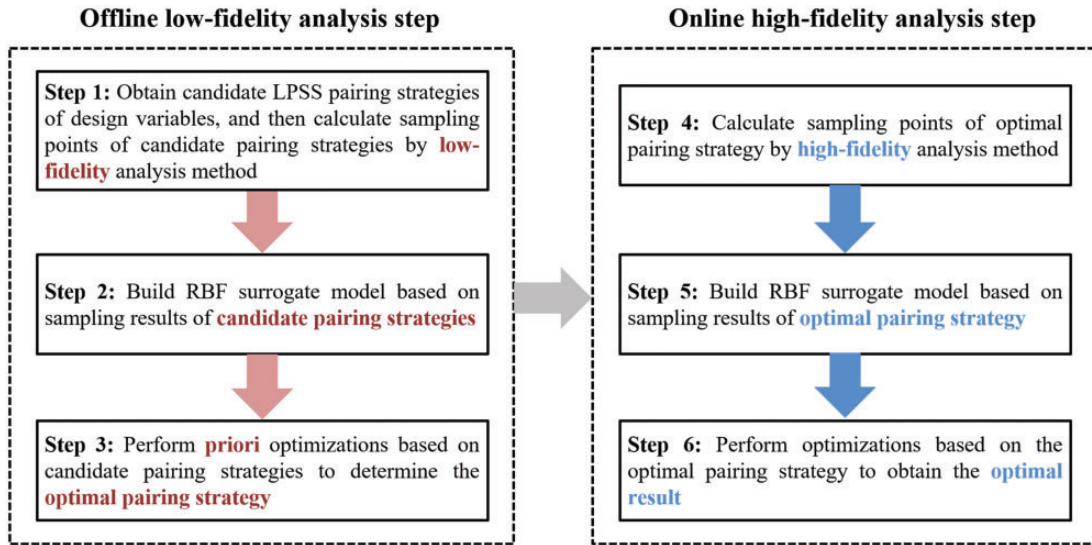 Offline low-fidelity analysis step
Step 1: Obtain candidate LPSS pairing strategies
of design variables, and then calculate sampling
points of candidate pairing strategies by low-
fidelity analysis method
Step 2: Build RBF surrogate model based on
sampling results of candidate pairing strategies
Step 3: Perform priori optimizations based on
candidate pairing strategies to determine the
optimal pairing strategy
Online high-fidelity analysis step
Step 4: Calculate sampling points of optimal
pairing strategy by high-fidelity analysis method
Step 5: Build RBF surrogate model based on
sampling results of optimal pairing strategy
Step 6: Perform optimizations based on the
optimal pairing strategy to obtain the optimal
result